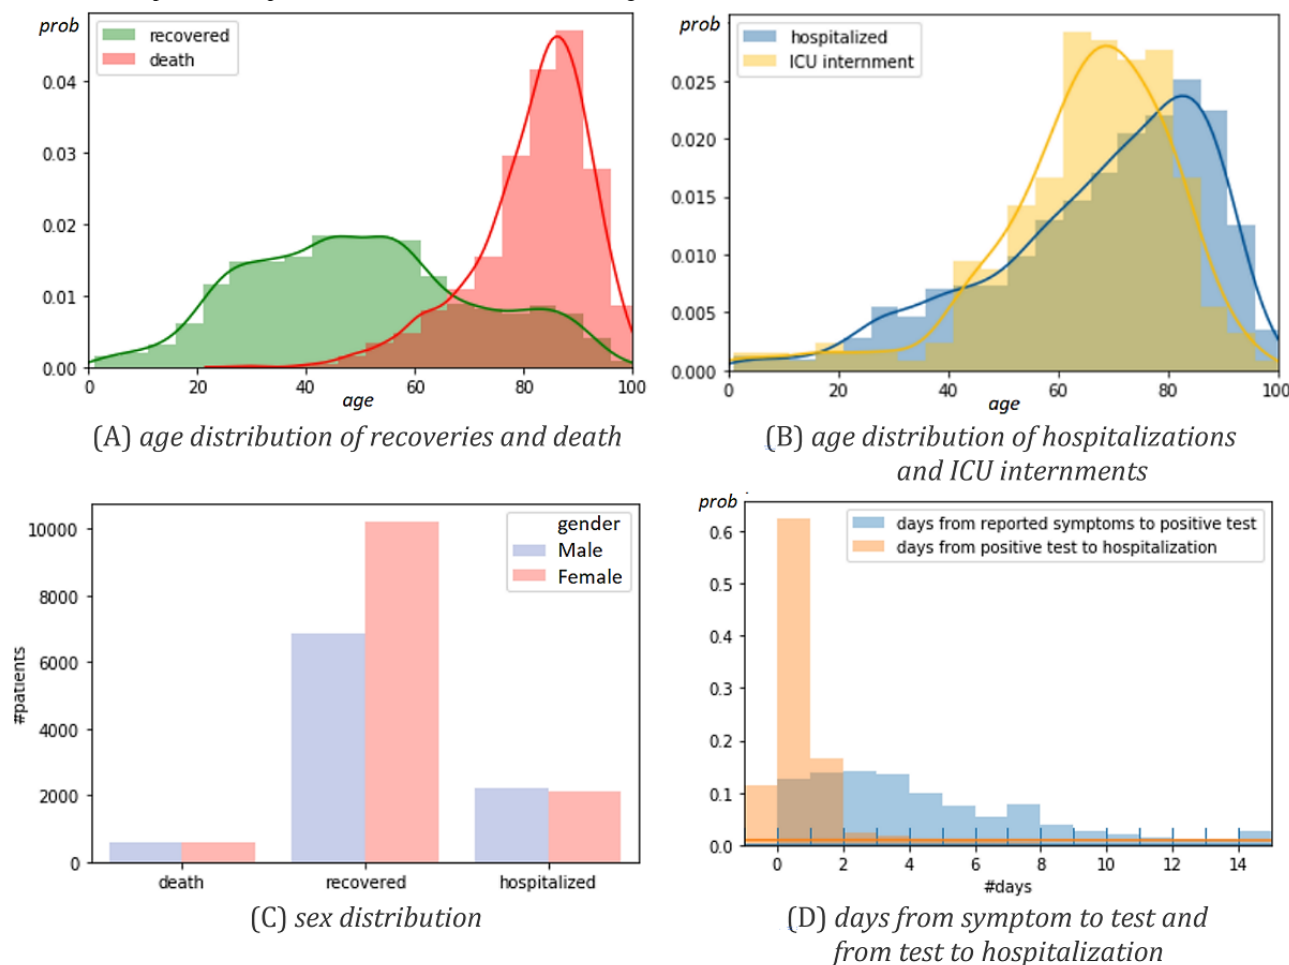 prob
recovered
death
0.04
0.03
0.02
0.01
0.00
0 20 40 60 80 100
age
(A) age distribution of recoveries and death
prob
hospitalized
ICU internment
0.025
0.020
0.015
0.010
0.005
0.000
0 20 40 60 80 100
age
(B) age distribution of hospitalizations
and ICU internments
gender
Male
Female
10000
8000
6000
4000
2000
0
#patients
death recovered hospitalized
(C) sex distribution
prob
days from reported symptoms to positive test
days from positive test to hospitalization
0.6
0.5
0.4
0.3
0.2
0.1
0.0
0 2 4 6 8 10 12 14
#days
(D) days from symptom to test and
from test to hospitalization